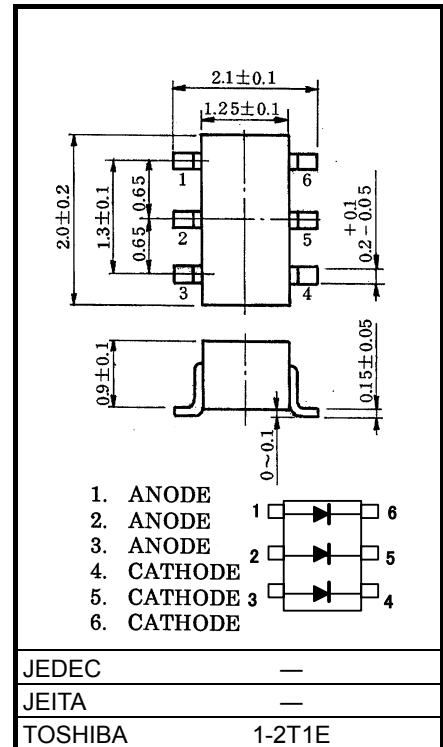 2.1±0.1
1.25±0.1
2.0±0.2
1.3±0.1
0.65
0.65
1
6
2
5
3
4
+0.1
0.2-0.05
0.9±0.1
0.15±0.05
0~0.1
1. ANODE
2. ANODE
3. ANODE
4. CATHODE
5. CATHODE
6. CATHODE
1 6
2 5
3 4
JEDEC —
JEITA —
TOSHIBA 1-2T1E